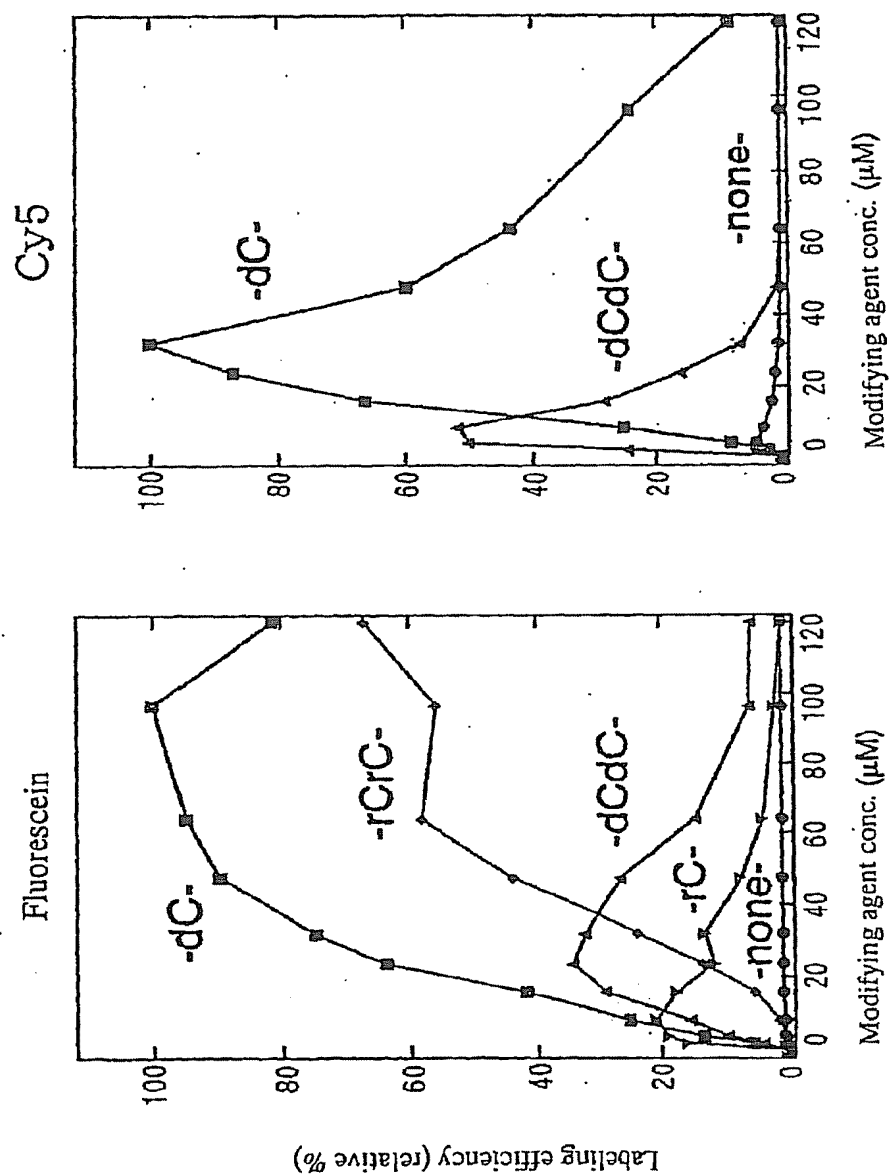 Fluorescein
Labeling efficiency (relative %)
100
80
60
40
20
0
-dC-
-rCrC-
-dCdC-
-rC-
-none-
0 20 40 60 80 100 120
Modifying agent conc. (μM)
Cy5
100
80
60
40
20
0
-dC-
-dCdC-
-none-
0 20 40 60 80 100 120
Modifying agent conc. (μM)